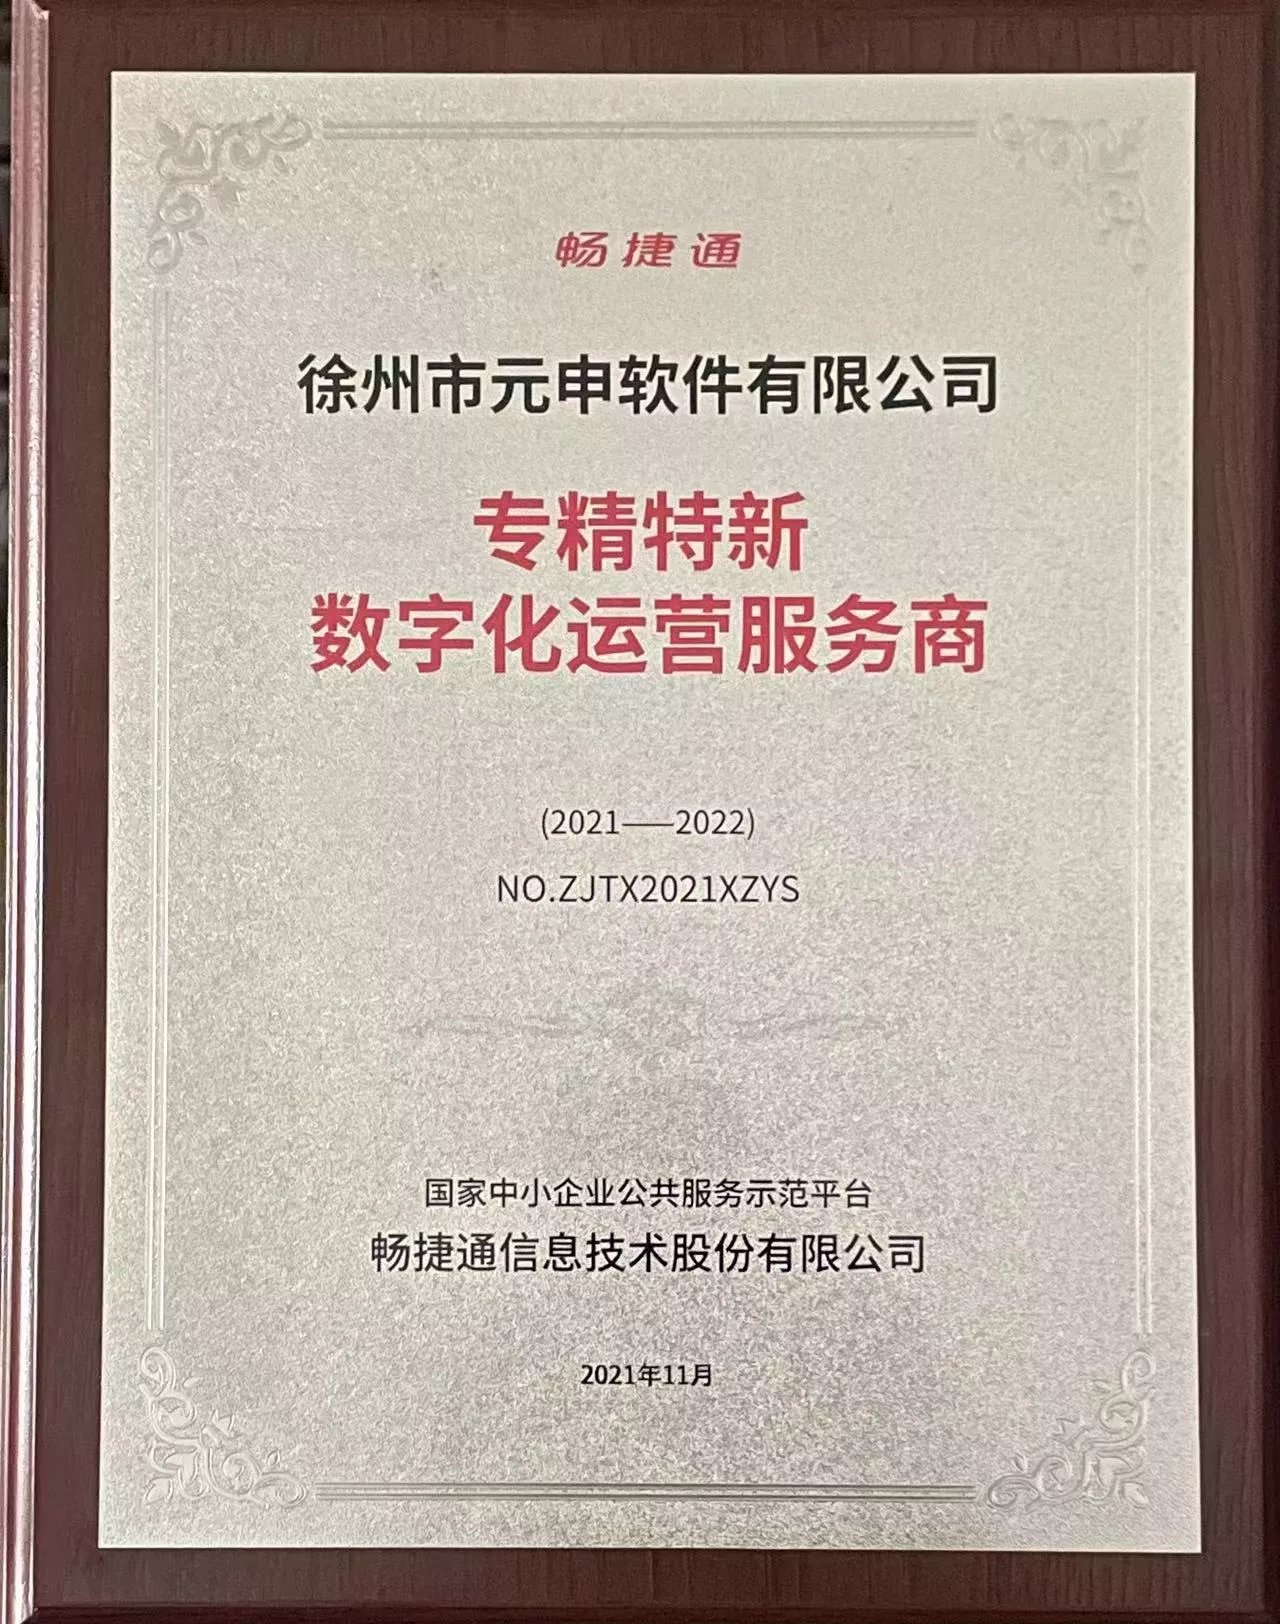 畅捷通
徐州市元申软件有限公司
专精特新
数字化运营服务商
(2021——2022)
NO.ZJTX2021XZYS
国家中小企业公共服务示范平台
畅捷通信息技术股份有限公司
2021年11月